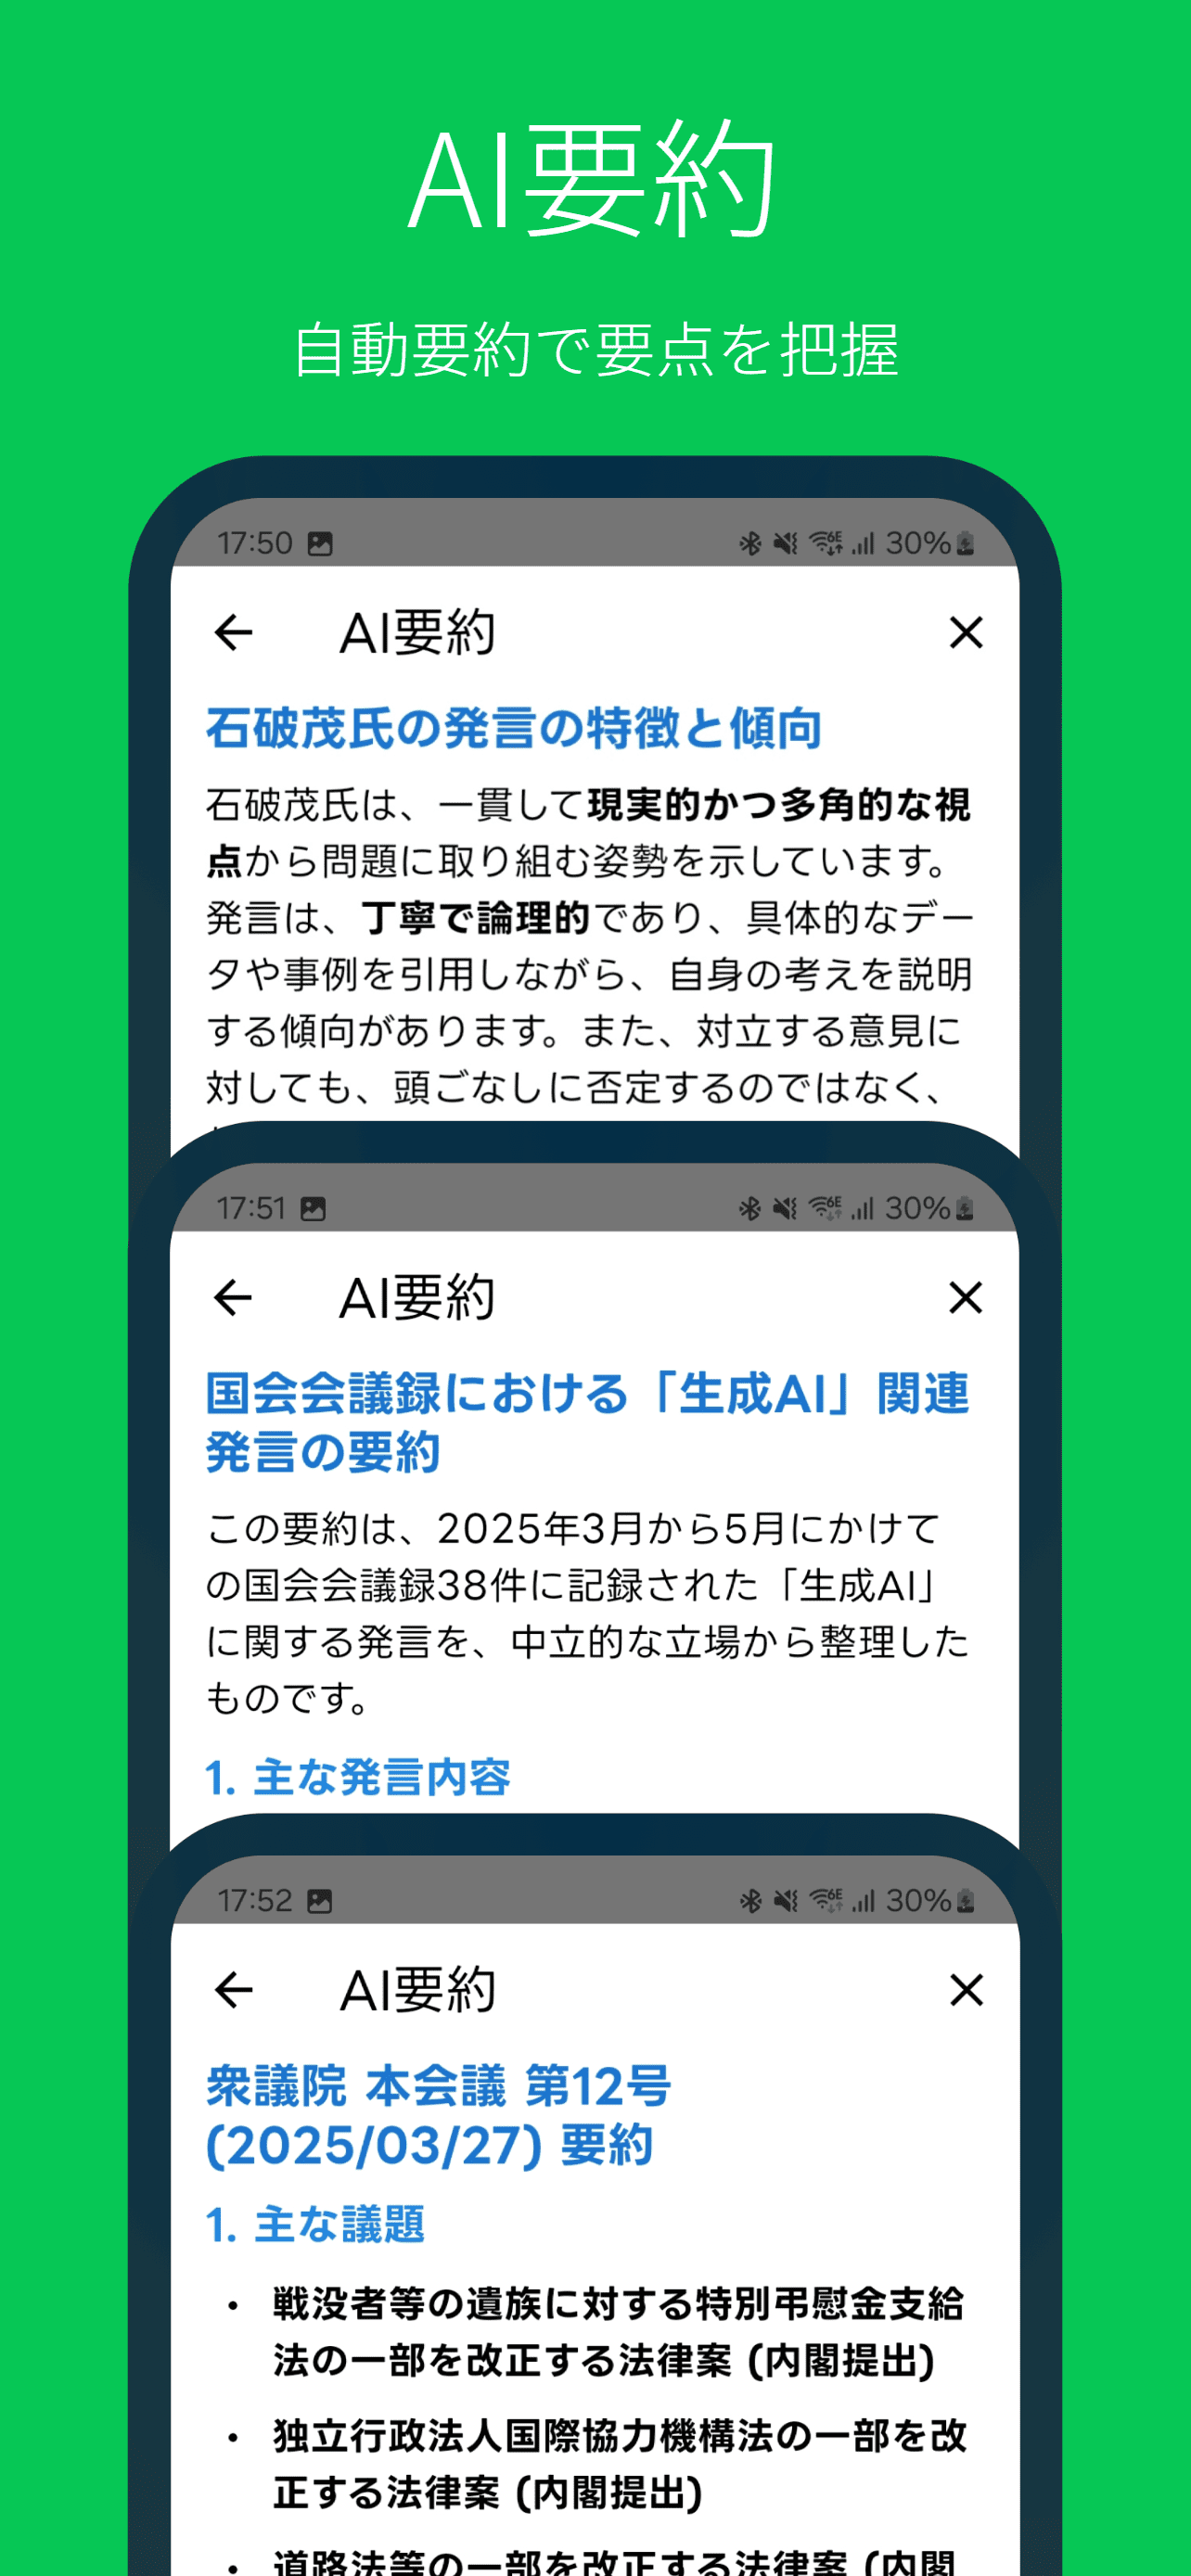 AI要約
自動要約で要点を把握
17:50
6E
30%
AI要約
石破茂氏の発言の特徴と傾向
石破茂氏は、一貫して現実的かつ多角的な視
点から問題に取り組む姿勢を示しています。
発言は、丁寧で論理的であり、具体的なデー
タや事例を引用しながら、自身の考えを説明
する傾向があります。また、対立する意見に
対しても、頭ごなしに否定するのではなく、
17:51
6E
30%
AI要約
国会会議録における「生成AI」関連
発言の要約
この要約は、2025年3月から5月にかけて
の国会会議録38件に記録された「生成AI」
に関する発言を、中立的な立場から整理した
ものです。
1. 主な発言内容
17:52
6E
30%
AI要約
衆議院 本会議 第12号
(2025/03/27) 要約
1. 主な議題
• 戦没者等の遺族に対する特別弔慰金支給
法の一部を改正する法律案 (内閣提出)
• 独立行政法人国際協力機構法の一部を改
正する法律案 (内閣提出)
• 道路法等の一部を改正する法律案 (内閣